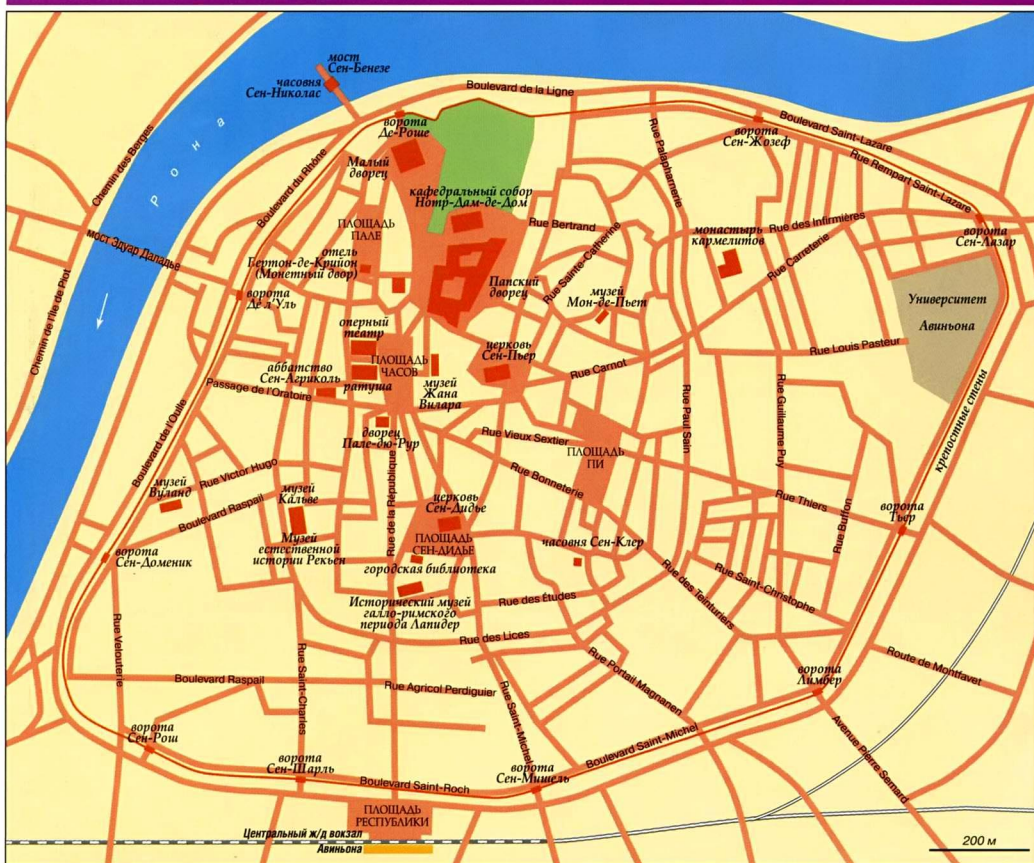 мост
Сен-Бенезе
часовня
Сен-Николас
Boulevard de la Ligne
ворота
Де-Роше
Boulevard Saint-Lazare
ворота
Сен-Жозеф
Rue Rempart Saint-Lazare
Chemin des Berges
Рона
Малый
дворец
Boulevard du Rhône
Rue Palapharnerie
кафедральный собор
Нотр-Дам-де-Дом
ПЛОЩАДЬ
ПАЛЕ
Rue Bertrand
Rue Sainte-Catherine
монастырь
кармелитов
Rue des Infirmières
Rue Carreterie
ворота
Сен-Лазар
мост Эдуар Даладье
отель
Бертон-де-Крийон
(Монетный двор)
Папский
дворец
музей
Мон-де-Пьет
Университет
Авиньона
Chemin de l'Ile de Piot
ворота
Де л'Уль
оперный
театр
ПЛОЩАДЬ
ЧАСОВ
церковь
Сен-Пьер
Rue Carnot
Rue Louis Pasteur
аббатство
Сен-Агриколь
ратуша
музей
Жана
Вилара
Passage de l'Oratoire
Rue Paul Sain
Rue Guillaume Puy
крепостные стены
Boulevard de l'Oulle
дворец
Пале-дю-Рур
Rue Vieux Sextier
ПЛОЩАДЬ
ПИ
Rue Bonneterie
Rue Victor Hugo
музей
Вуланд
Boulevard Raspail
музей
Кальве
Rue de la République
церковь
Сен-Дидье
Rue Thiers
Rue Buffon
ворота
Тьер
ворота
Сен-Доменик
Музей
естественной
истории Рекьен
ПЛОЩАДЬ
СЕН-ДИДЬЕ
городская библиотека
часовня Сен-Клер
Исторический музей
галло-римского
периода Лапидер
Rue des Études
Rue des Teinturiers
Rue Saint-Christophe
Rue des Lices
Rue Velouterie
Rue Saint-Charles
Boulevard Raspail
Rue Agricol Perdiguier
Rue Saint-Michel
Rue Portail Magnanen
ворота
Лимбер
Route de Montfavet
Avenue Pierre Semard
ворота
Сен-Рош
ворота
Сен-Шарль
Boulevard Saint-Roch
ворота
Сен-Мишель
Boulevard Saint-Michel
ПЛОЩАДЬ
РЕСПУБЛИКИ
Центральный ж/д вокзал
Авиньона
200 м